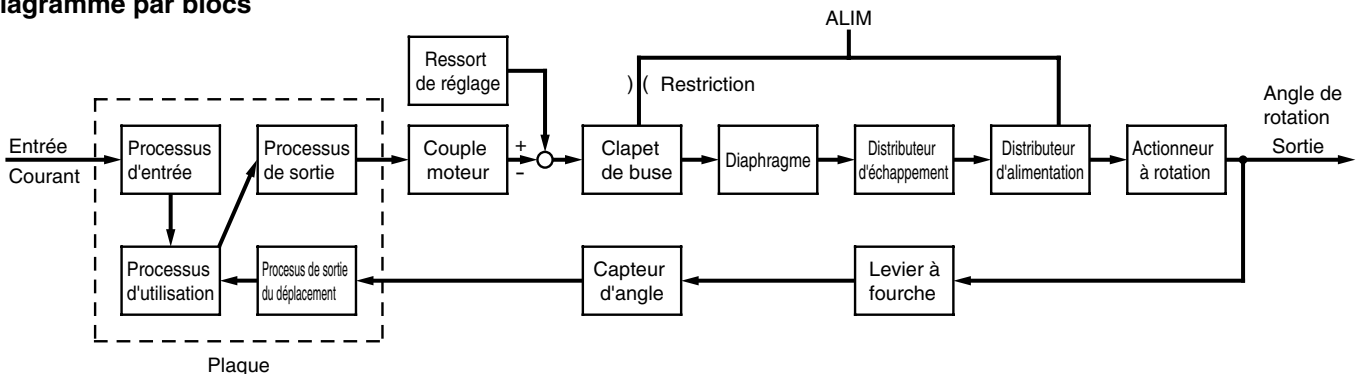 diagramme par blocs
ALIM
Ressort
de réglage
) ( Restriction
Angle de
rotation
Sortie
Entrée
Courant
Processus
d'entrée
Processus
de sortie
Couple
moteur
+
-
Clapet
de buse
Diaphragme
Distributeur
d'échappement
Distributeur
d'alimentation
Actionneur
à rotation
Processus
d'utilisation
Procesus de sortie
du déplacement
Capteur
d'angle
Levier à
fourche
Plaque